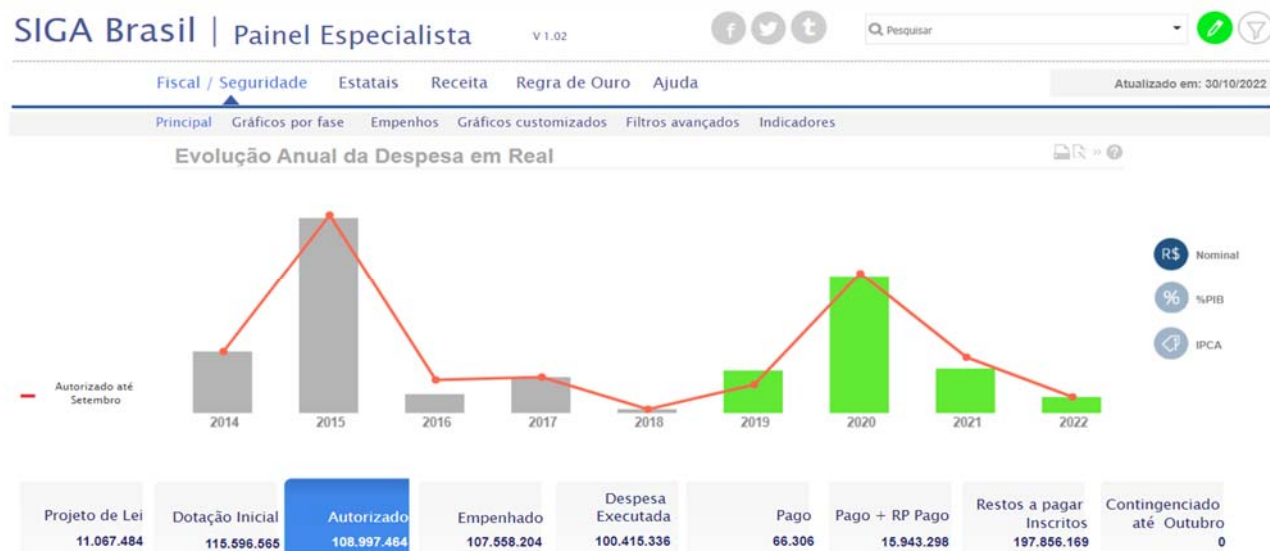 SIGA Brasil | Painel Especialista V 1.02
Pesquisar
Fiscal / Seguridade Estatais Receita Regra de Ouro Ajuda
Atualizado em: 30/10/2022
Principal Gráficos por fase Empenhos Gráficos customizados Filtros avançados Indicadores
Evolução Anual da Despesa em Real
R$ Nominal
% %PIB
IPCA
Autorizado até
Setembro
2014 2015 2016 2017 2018 2019 2020 2021 2022
Projeto de Lei
11.067.484
Dotação Inicial
115.596.565
Autorizado
108.997.464
Empenhado
107.558.204
Despesa
Executada
100.415.336
Pago
66.306
Pago + RP Pago
15.943.298
Restos a pagar
Inscritos
197.856.169
Contingenciado
até Outubro
0